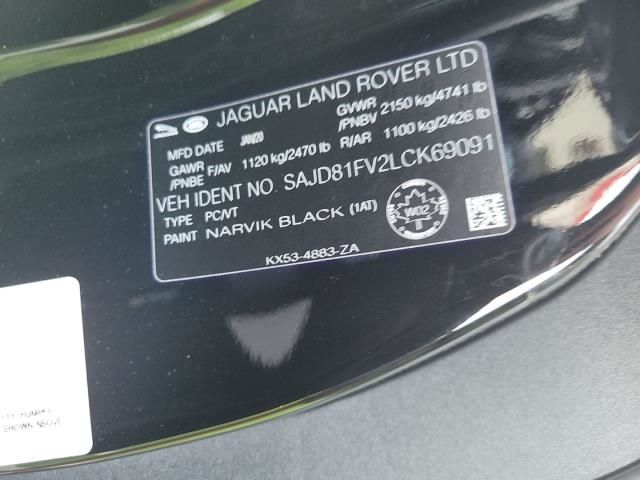 JAGUAR LAND ROVER LTD
MFD DATE JAN20 GVWR /PNBV 2150 kg/4741 lb
GAWR /PNBE F/AV 1120 kg/2470 lb R/AR 1100 kg/2426 lb
VEH IDENT NO. SAJD81FV2LCK69091
TYPE PC/VT
PAINT NARVIK BLACK (1AT)
W02
KX53-4883-ZA
SHOWN ABOVE